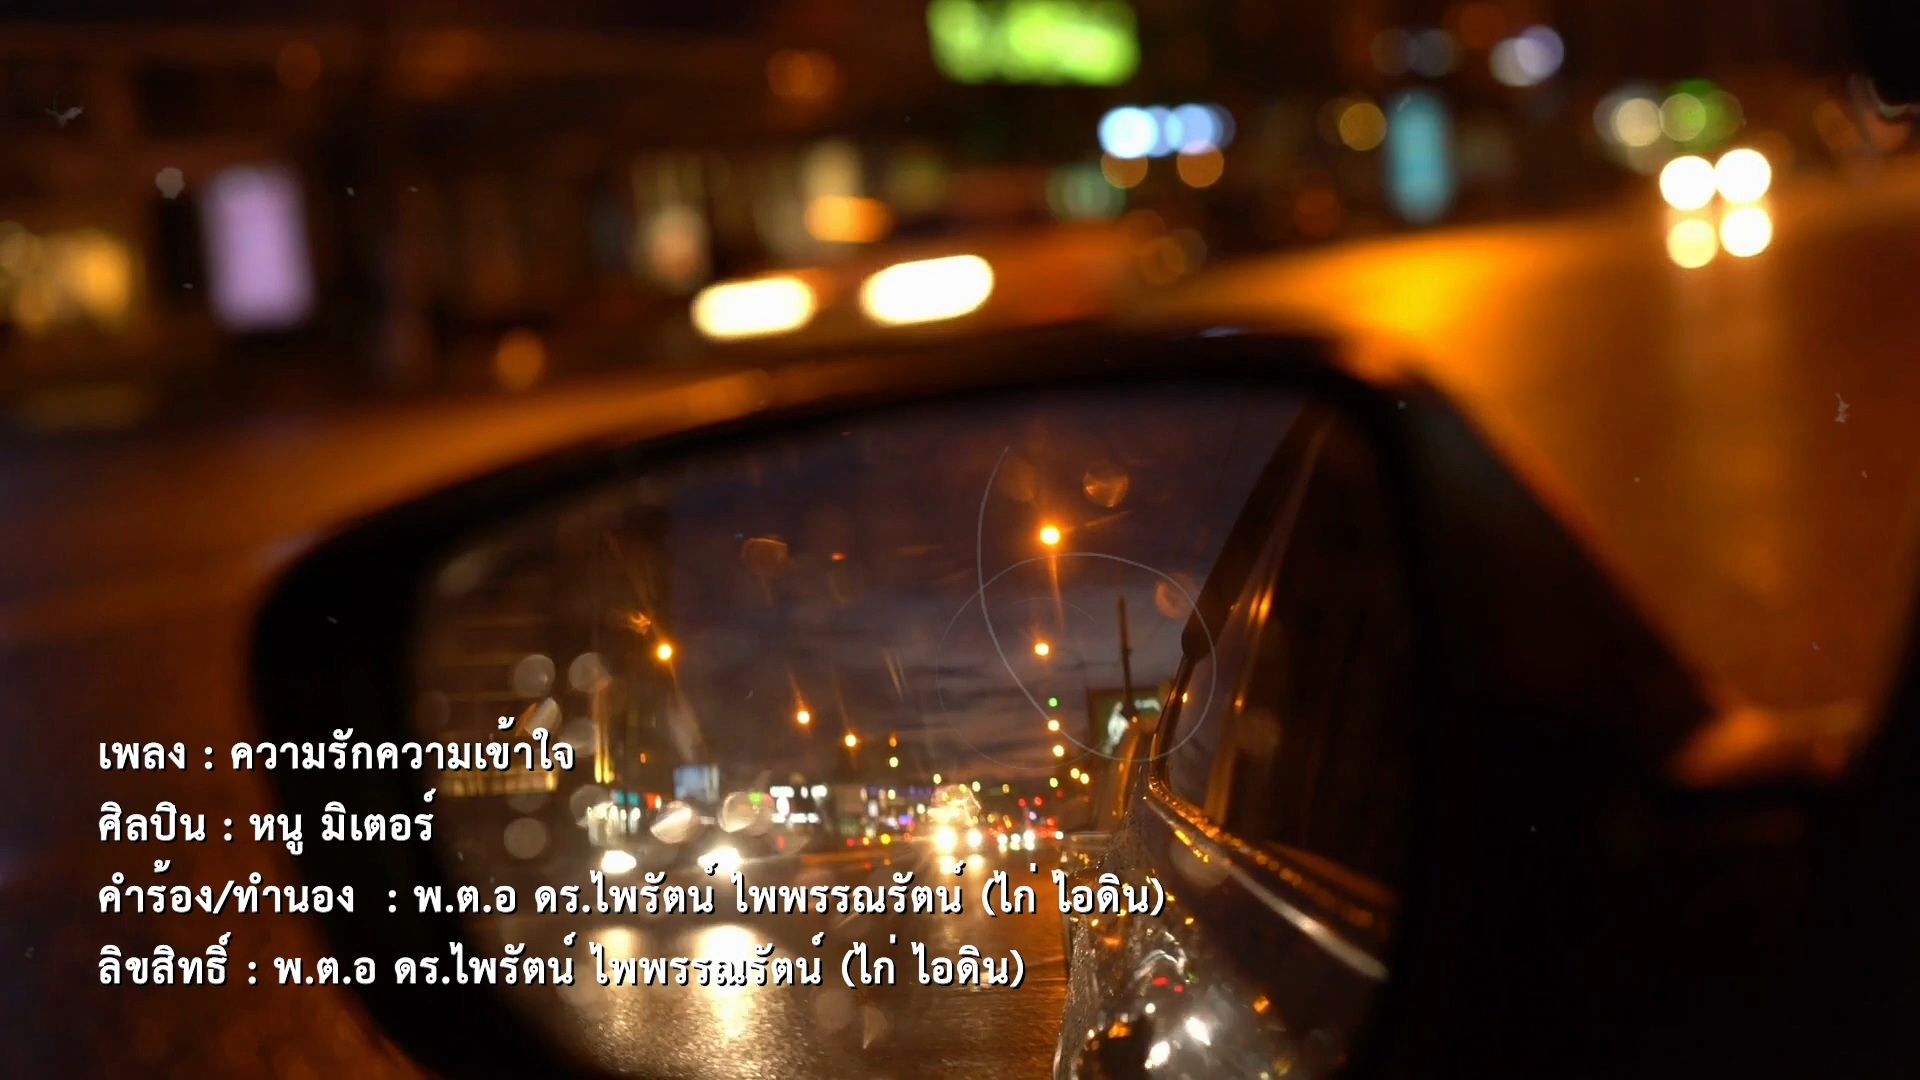 เพลง : ความรักความเข้าใจ
ศิลปิน : หนู มิเตอร์
คำร้อง/ทำนอง : พ.ต.อ ดร.ไพรัตน์ ไพพรรณรัตน์ (ไก่ ไอดิน)
ลิขสิทธิ์ : พ.ต.อ ดร.ไพรัตน์ ไพพรรณรัตน์ (ไก่ ไอดิน)